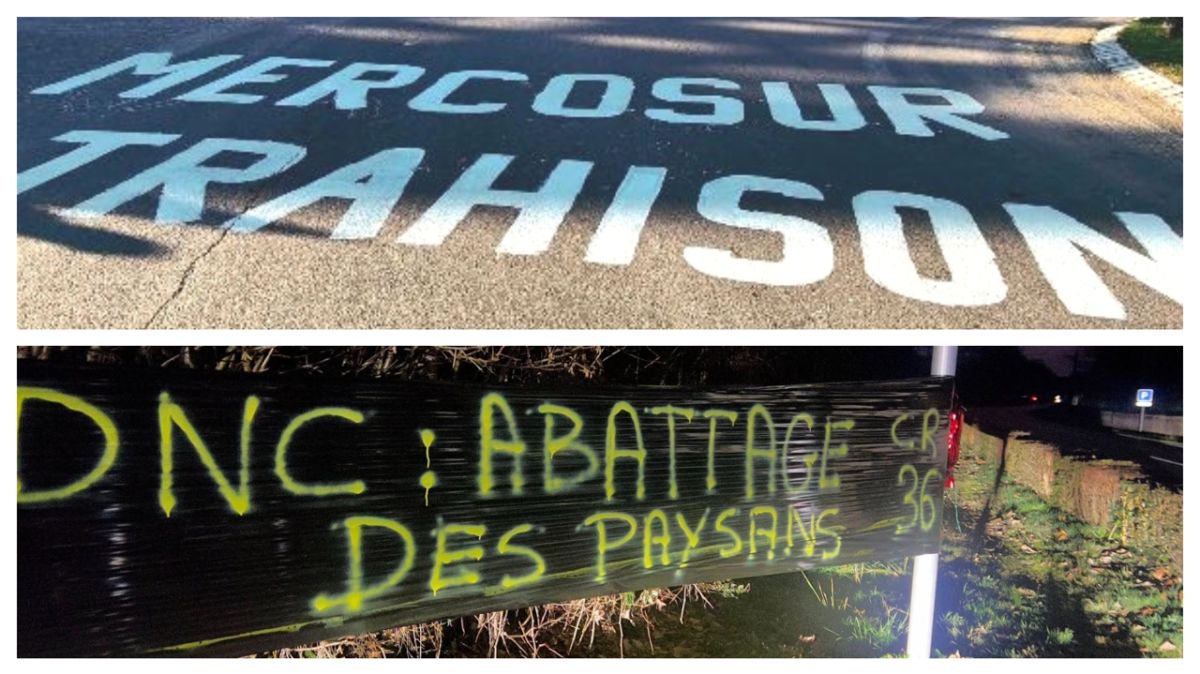 MERCOSUR
TRAHISON
DNC : ABATTAGE CR
DES PAYSANS 36
P